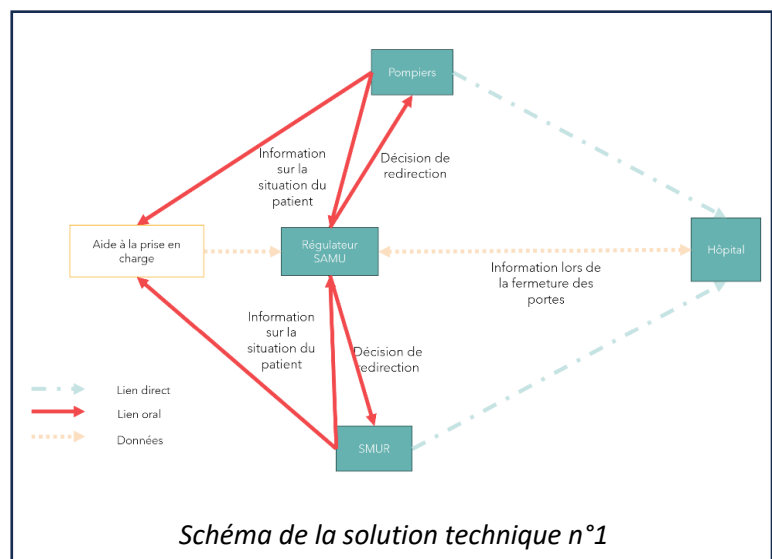 Pompiers
Information
sur la
situation du
patient
Décision de
redirection
Aide à la prise en
charge
Régulateur
SAMU
Hôpital
Information lors de
la fermeture des
portes
Information
sur la
situation du
patient
Décision de
redirection
Lien direct
Lien oral
Données
SMUR
Schéma de la solution technique n°1